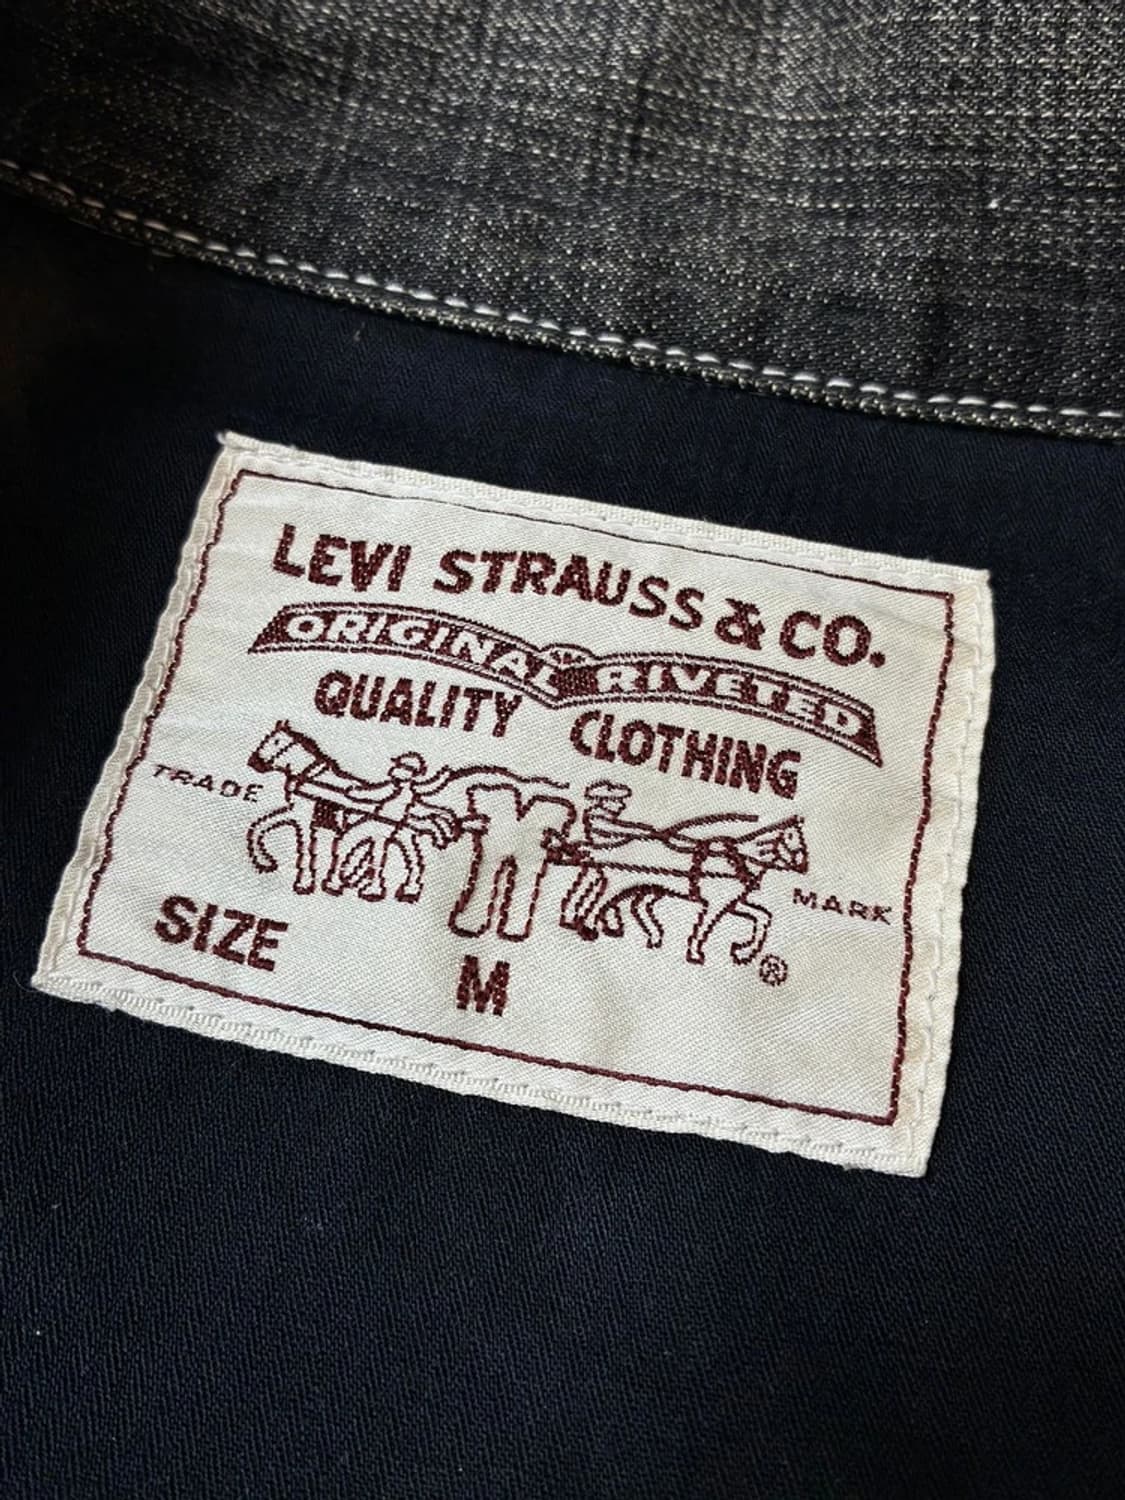 LEVI STRAUSS & CO.
ORIGINAL RIVETED
QUALITY CLOTHING
TRADE MARK
®
SIZE M